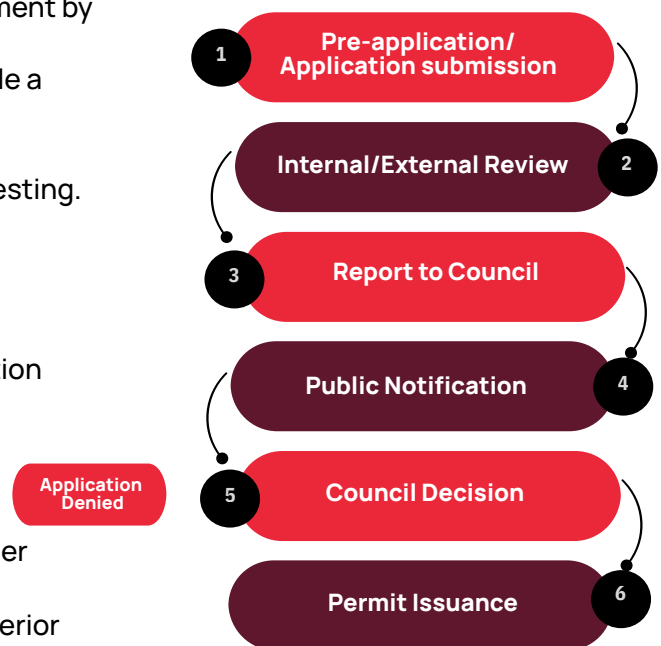 ment by
le a
esting.
tion
er
erior
1
Pre-application/
Application submission
Internal/External Review
2
3
Report to Council
Public Notification
4
Application
Denied
5
Council Decision
Permit Issuance
6